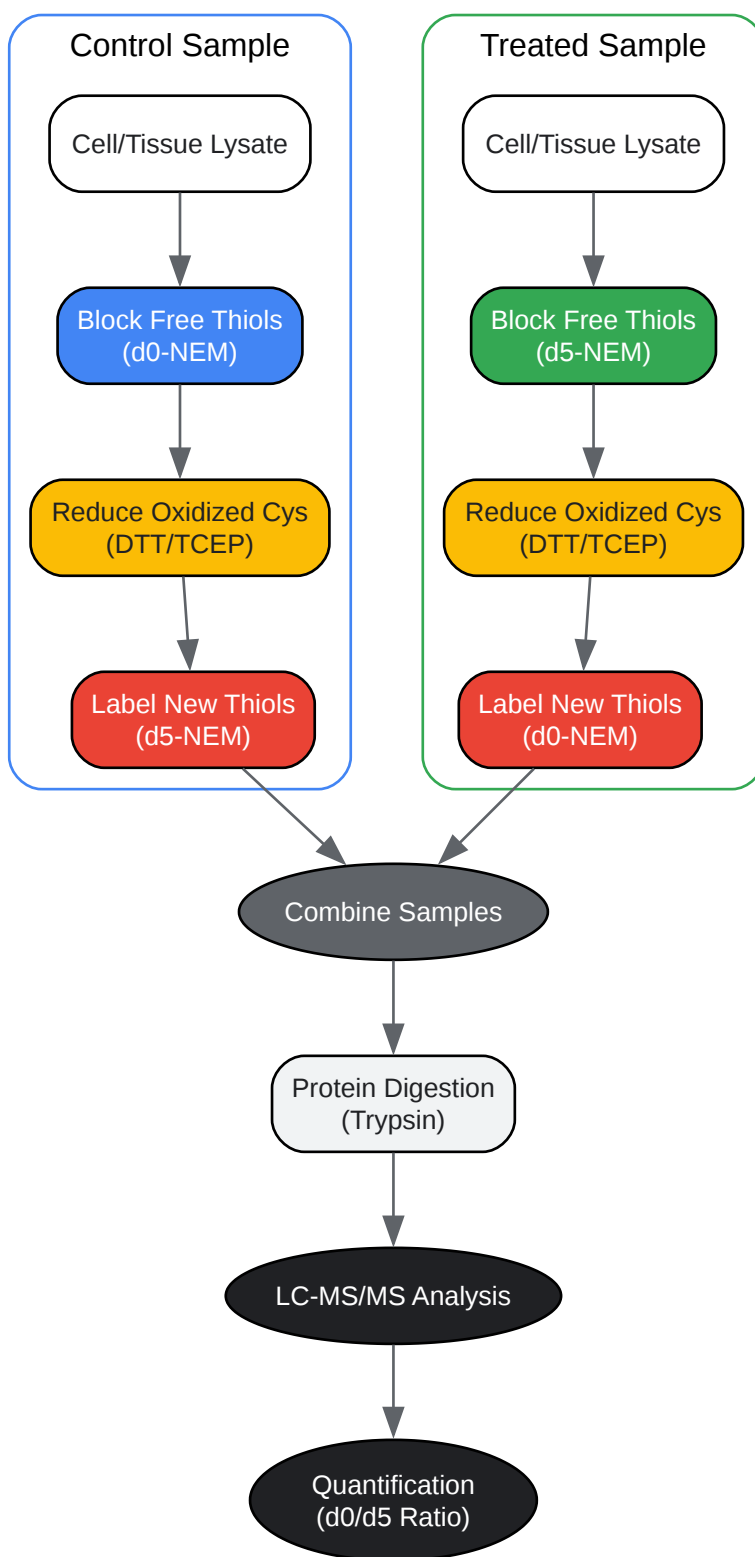 Control Sample
Cell/Tissue Lysate
Block Free Thiols
(d0-NEM)
Reduce Oxidized Cys
(DTT/TCEP)
Label New Thiols
(d5-NEM)
Treated Sample
Cell/Tissue Lysate
Block Free Thiols
(d5-NEM)
Reduce Oxidized Cys
(DTT/TCEP)
Label New Thiols
(d0-NEM)
Combine Samples
Protein Digestion
(Trypsin)
LC-MS/MS Analysis
Quantification
(d0/d5 Ratio)